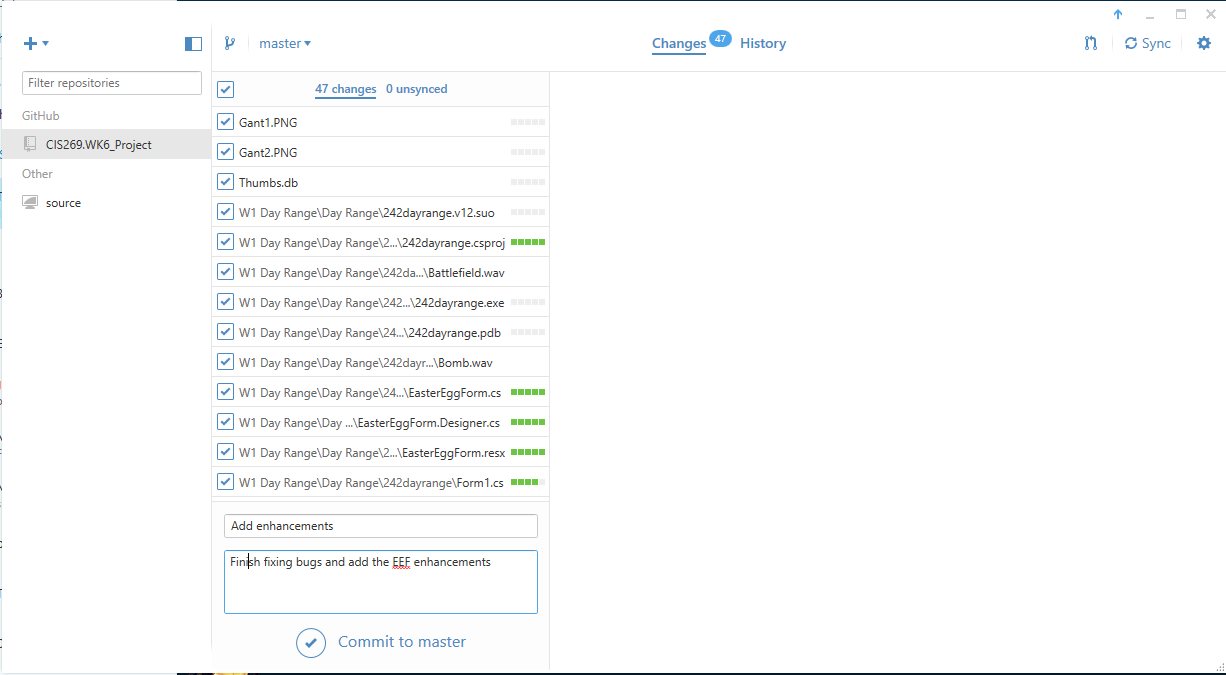 master
Changes 47 History
Sync
Filter repositories
47 changes 0 unsynced
GitHub
CIS269.WK6_Project
Other
source
Gant1.PNG
Gant2.PNG
Thumbs.db
W1 Day Range\Day Range\242dayrange.v12.suo
W1 Day Range\Day Range\2...\242dayrange.csproj
W1 Day Range\Day Range\242da...\Battlefield.wav
W1 Day Range\Day Range\242...\242dayrange.exe
W1 Day Range\Day Range\24...\242dayrange.pdb
W1 Day Range\Day Range\242dayr...\Bomb.wav
W1 Day Range\Day Range\24...\EasterEggForm.cs
W1 Day Range\Day ...\EasterEggForm.Designer.cs
W1 Day Range\Day Range\2...\EasterEggForm.resx
W1 Day Range\Day Range\242dayrange\Form1.cs
Add enhancements
Finish fixing bugs and add the EEF enhancements
Commit to master